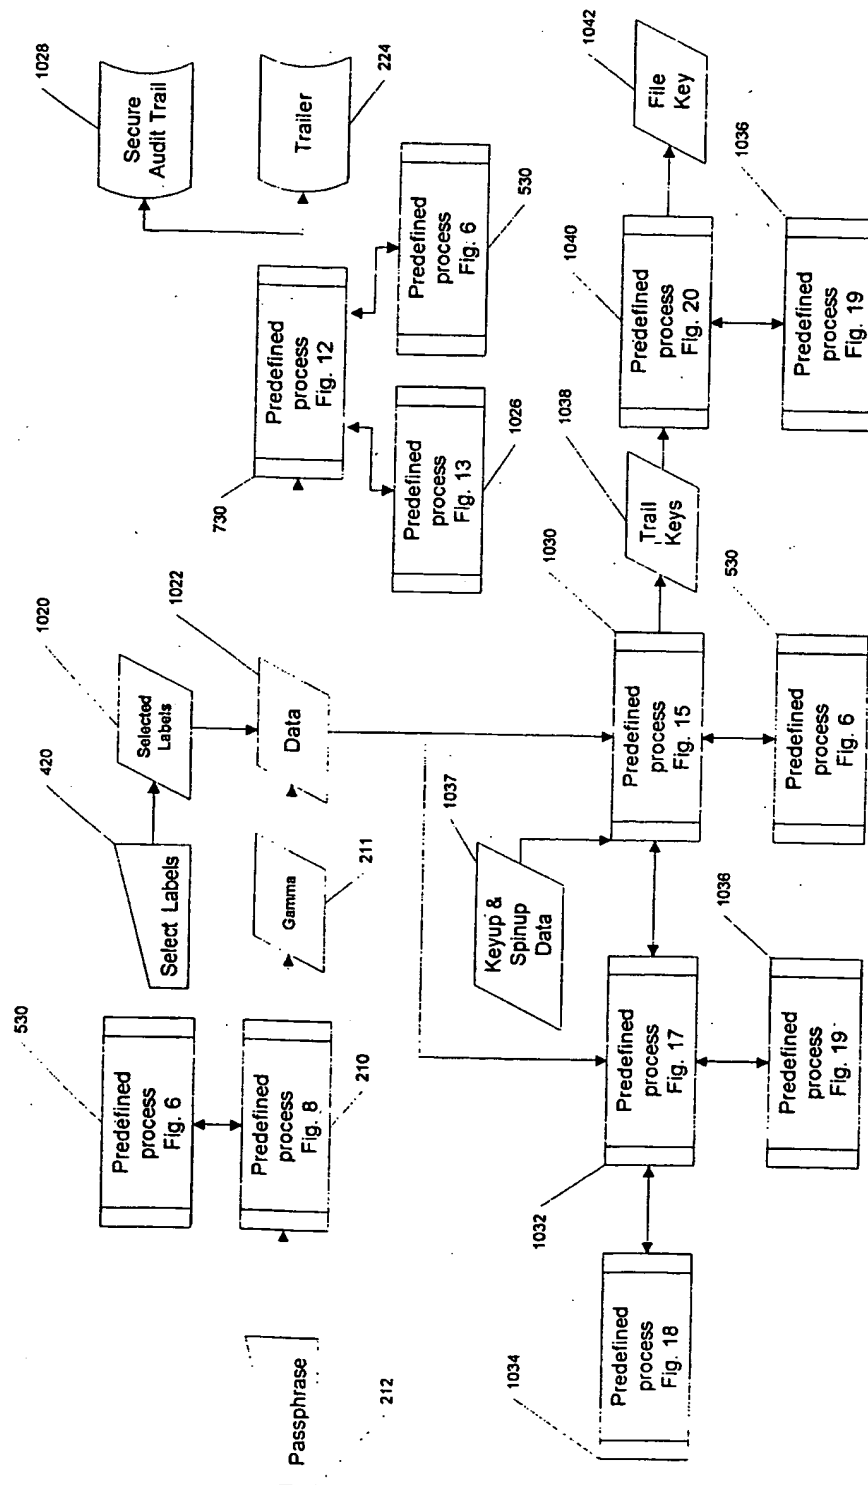 530
Predefined
process
Fig. 6
420
Select Labels
1020
Selected
Labels
1028
Secure
Audit Trail
Passphrase
212
Predefined
process
Fig. 8
210
Gamma
211
Data
1022
730
Predefined
process
Fig. 12
Trailer
224
Predefined
process
Fig. 13
1026
Predefined
process
Fig. 6
530
1037
Keyup &
Spinup
Data
1034
Predefined
process
Fig. 18
1032
Predefined
process
Fig. 17
1030
Predefined
process
Fig. 15
1038
Trail
Keys
1040
Predefined
process
Fig. 20
1042
File
Key
1036
Predefined
process
Fig. 19
530
Predefined
process
Fig. 6
1036
Predefined
process
Fig. 19